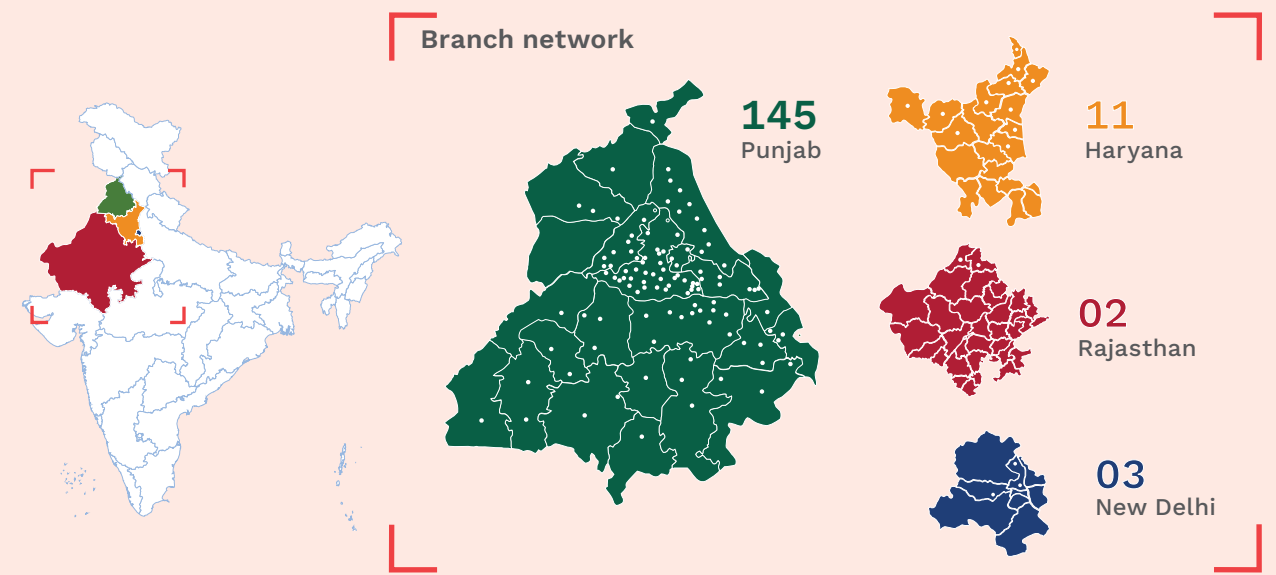 Branch network
145
Punjab
11
Haryana
02
Rajasthan
03
New Delhi